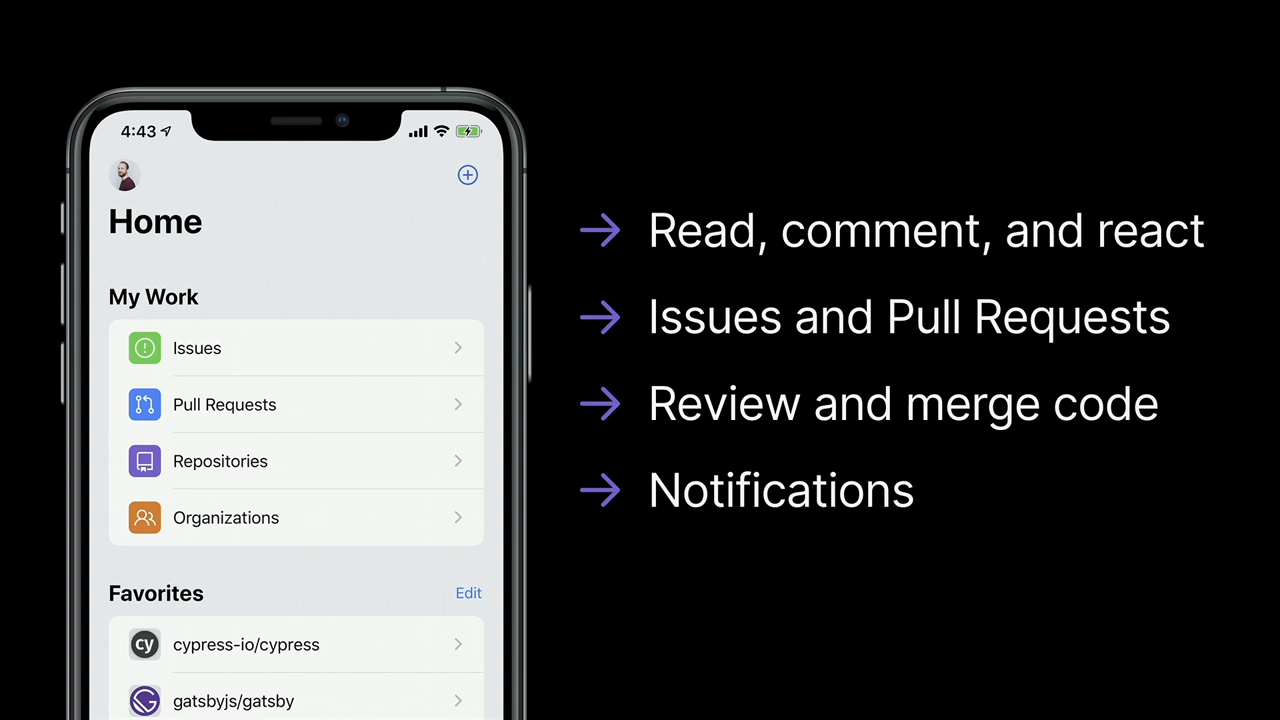 4:43
Home
My Work
Issues
Pull Requests
Repositories
Organizations
Favorites
Edit
cy
cypress-io/cypress
gatsbyjs/gatsby
Read, comment, and react
Issues and Pull Requests
Review and merge code
Notifications